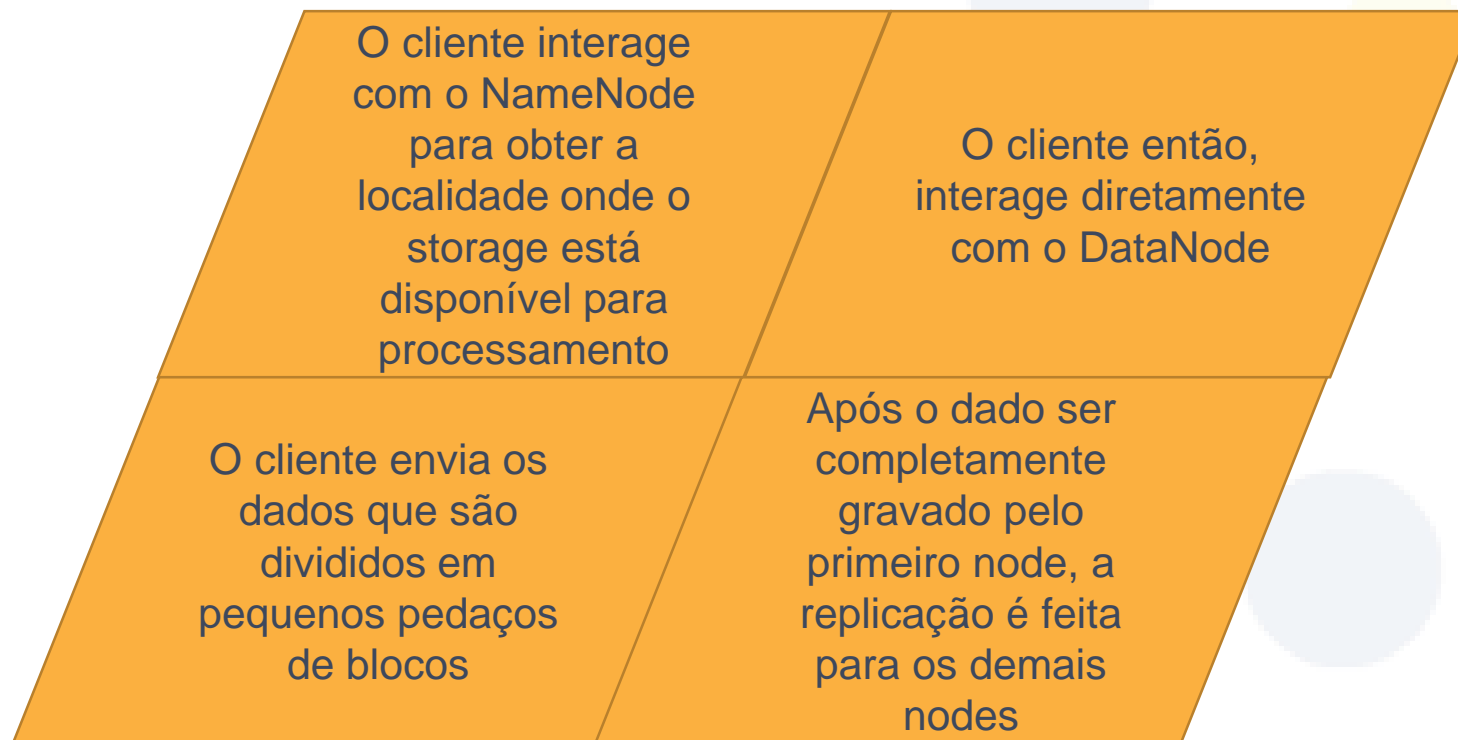 O cliente interage
com o NameNode
para obter a
localidade onde o
storage está
disponível para
processamento
O cliente então,
interage diretamente
com o DataNode
O cliente envia os
dados que são
divididos em
pequenos pedaços
de blocos
Após o dado ser
completamente
gravado pelo
primeiro node, a
replicação é feita
para os demais
nodes